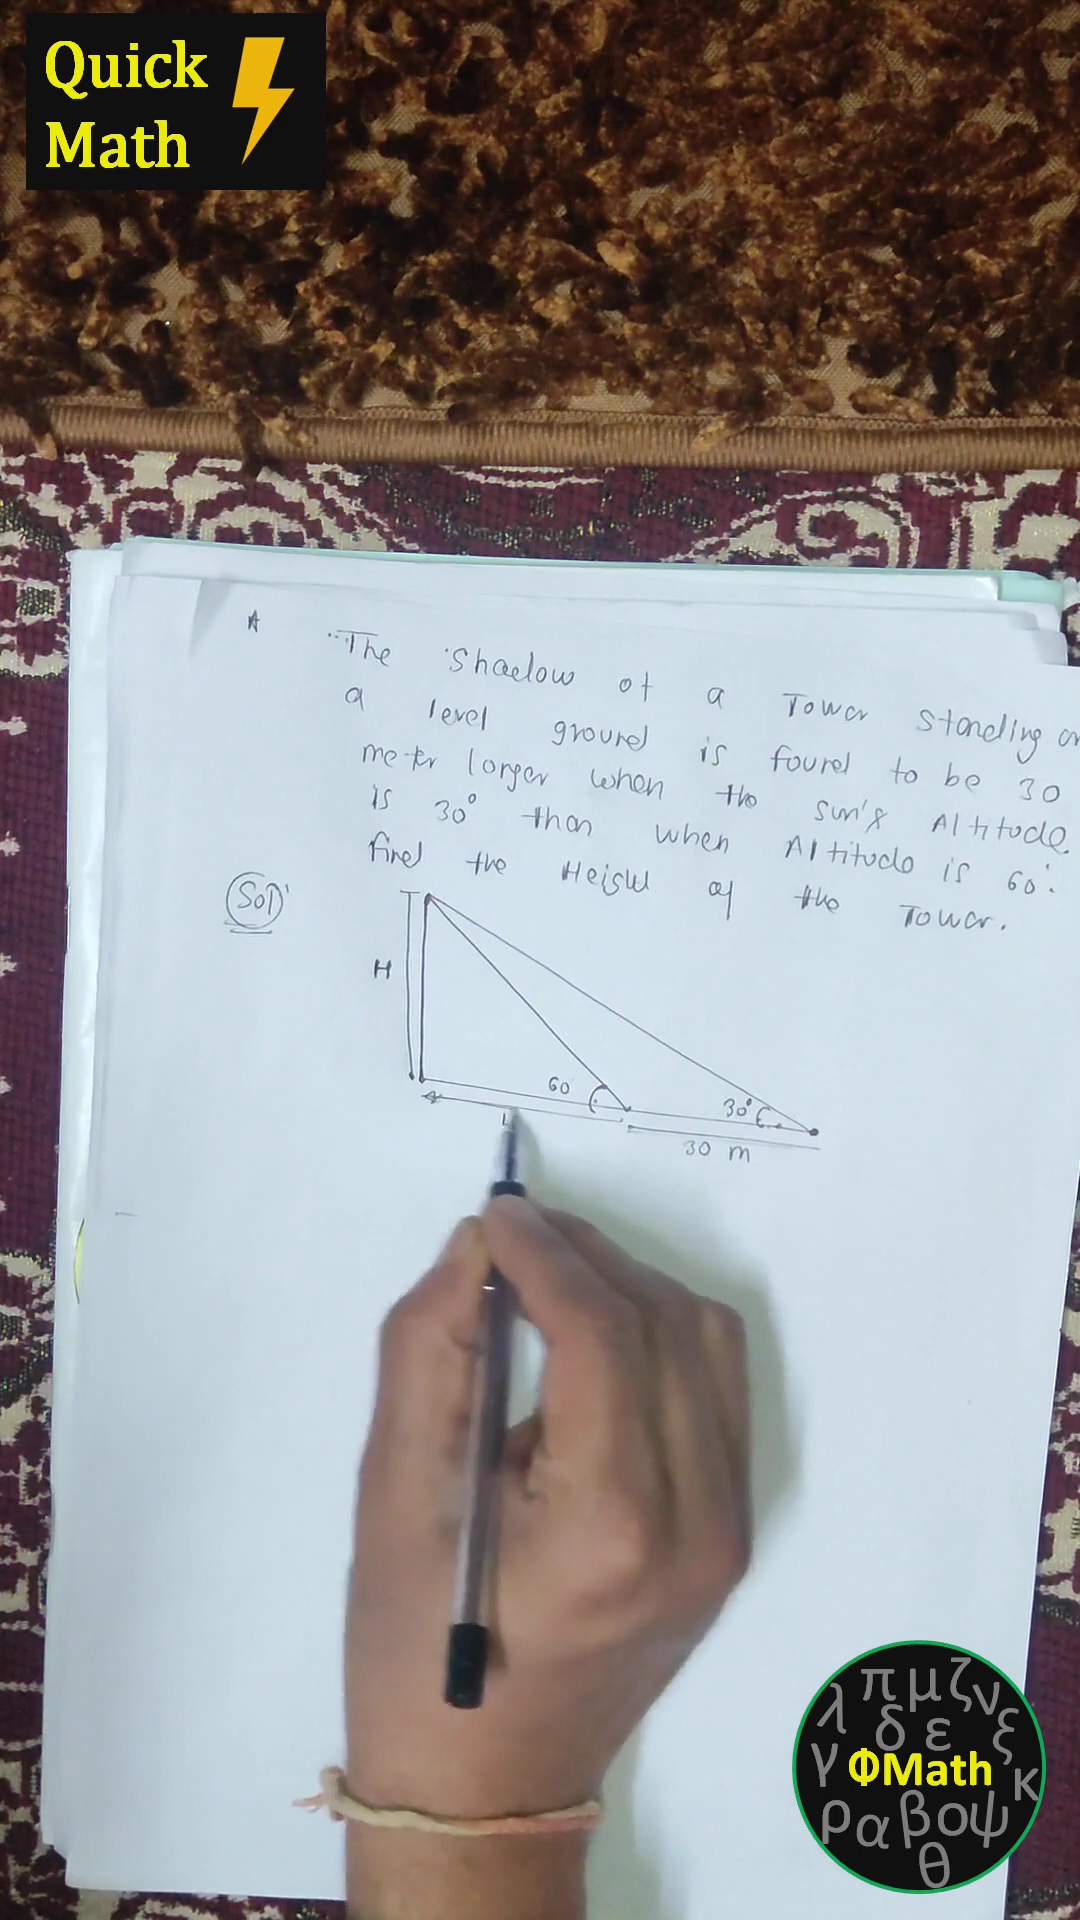 Quick
Math
The Shadow of a Tower Standing on
a level ground is found to be 30
meter longer when the sun's Altitude
is 30° than when Altitude is 60°.
find the Height of the Tower.
Sol
H
60
30°
L
30 m
π μ ζ ν
λ δ ε ξ
γ ΦMath κ
ρ α β ο ψ
θ